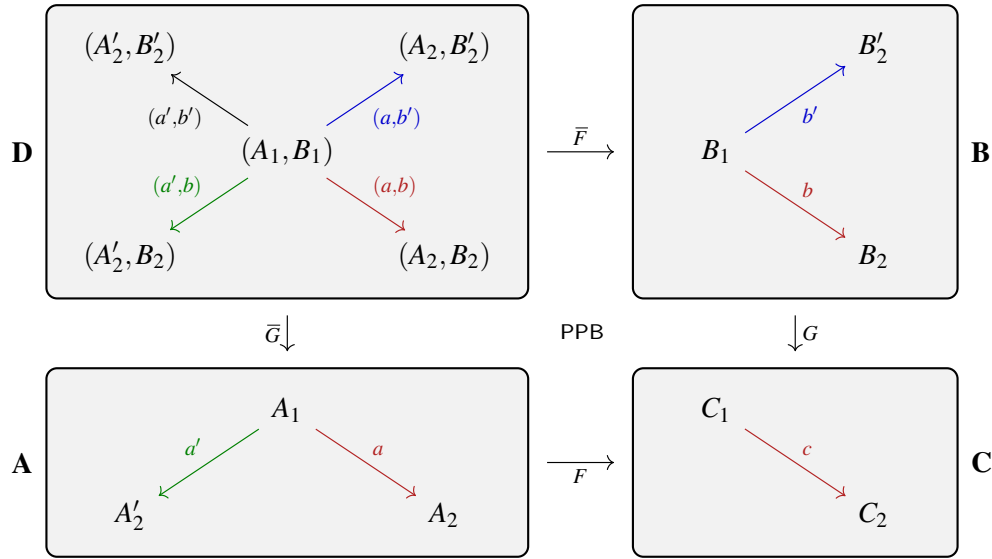 (A′₂,B′₂) (A₂,B′₂) B′₂
(a′,b′) (a,b′) b′
D (A₁,B₁) F̅ B₁ B
(a′,b) (a,b) b
(A′₂,B₂) (A₂,B₂) B₂
G̅ PPB G
A₁ C₁
a′ a c
A F C
A′₂ A₂ C₂